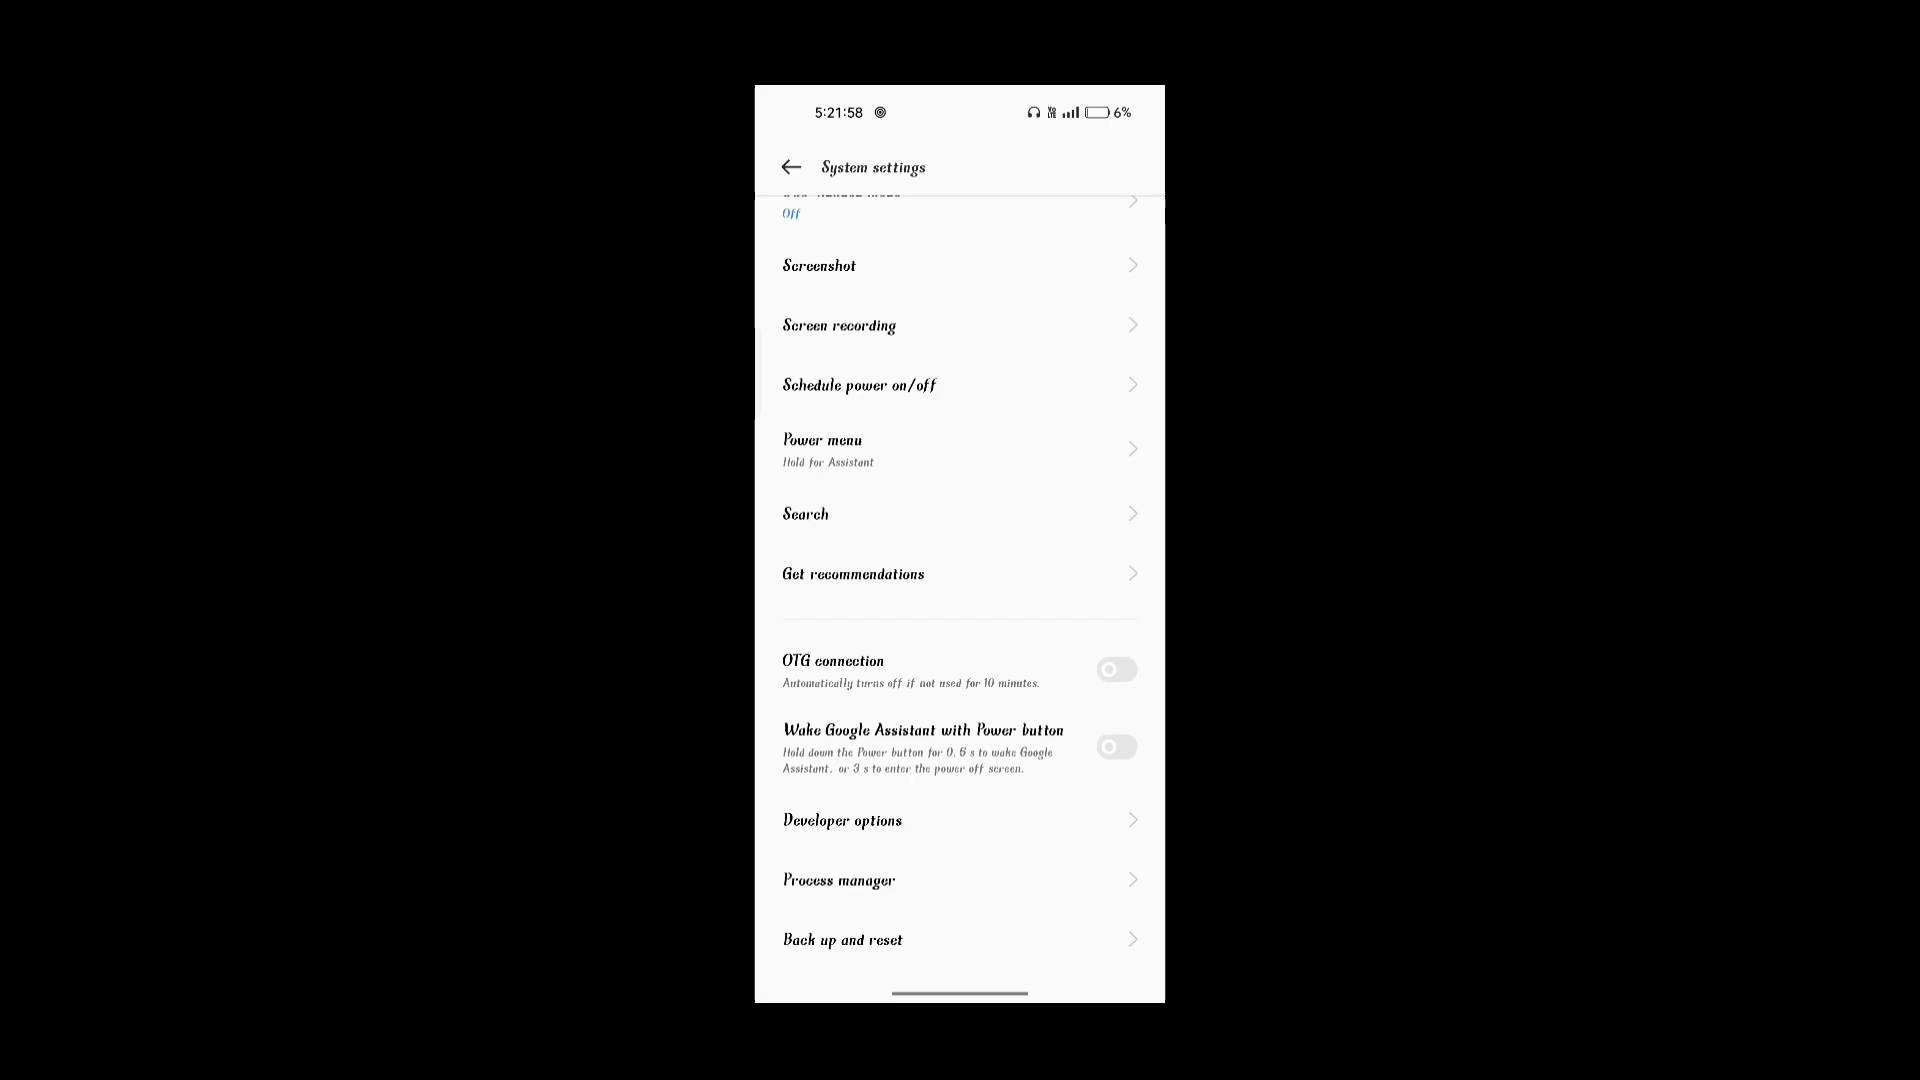 5:21:58 6%
System settings
Off
Screenshot
Screen recording
Schedule power on/off
Power menu
Hold for Assistant
Search
Get recommendations
OTG connection
Automatically turns off if not used for 10 minutes.
Wake Google Assistant with Power button
Hold down the Power button for 0.5 s to wake Google
Assistant, or 3 s to enter the power off screen.
Developer options
Process manager
Back up and reset